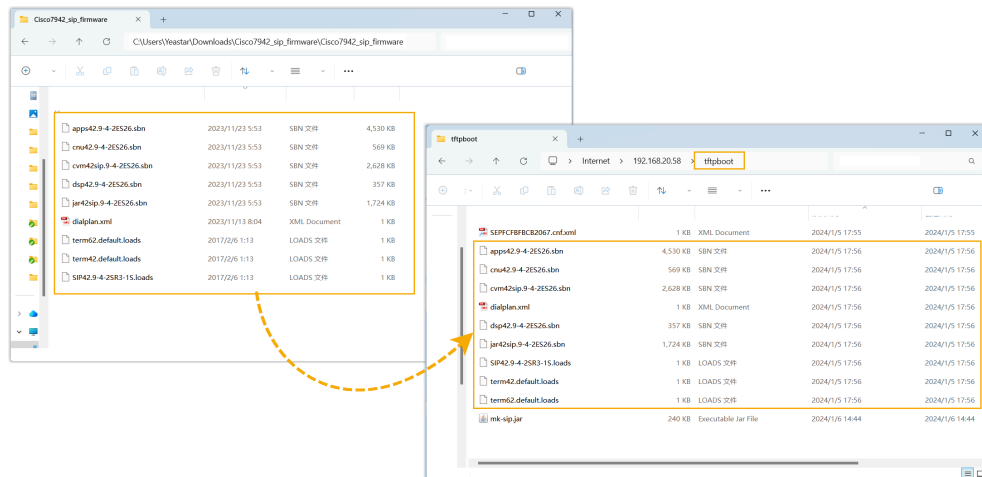 Cisco7942_sip_firmware
C:\Users\Yeastar\Downloads\Cisco7942_sip_firmware\Cisco7942_sip_firmware
apps42.9-4-2ES26.sbn 2023/11/23 5:53 SBN 文件 4,530 KB
cnu42.9-4-2ES26.sbn 2023/11/23 5:53 SBN 文件 569 KB
cvm42sip.9-4-2ES26.sbn 2023/11/23 5:53 SBN 文件 2,628 KB
dsp42.9-4-2ES26.sbn 2023/11/23 5:53 SBN 文件 357 KB
jar42sip.9-4-2ES26.sbn 2023/11/23 5:53 SBN 文件 1,724 KB
dialplan.xml 2023/11/13 8:04 XML Document 1 KB
term62.default.loads 2017/2/6 1:13 LOADS 文件 1 KB
term42.default.loads 2017/2/6 1:13 LOADS 文件 1 KB
SIP42.9-4-2SR3-1S.loads 2017/2/6 1:13 LOADS 文件 1 KB
tftpboot
Internet > 192.168.20.58 > tftpboot
SEPFCFBFBCB2067.cnf.xml 1 KB XML Document 2024/1/5 17:55 2024/1/5 17:55
apps42.9-4-2ES26.sbn 4,530 KB SBN 文件 2024/1/5 17:56 2024/1/5 17:56
cnu42.9-4-2ES26.sbn 569 KB SBN 文件 2024/1/5 17:56 2024/1/5 17:56
cvm42sip.9-4-2ES26.sbn 2,628 KB SBN 文件 2024/1/5 17:56 2024/1/5 17:56
dialplan.xml 1 KB XML Document 2024/1/5 17:56 2024/1/5 17:56
dsp42.9-4-2ES26.sbn 357 KB SBN 文件 2024/1/5 17:56 2024/1/5 17:56
jar42sip.9-4-2ES26.sbn 1,724 KB SBN 文件 2024/1/5 17:56 2024/1/5 17:56
SIP42.9-4-2SR3-1S.loads 1 KB LOADS 文件 2024/1/5 17:56 2024/1/5 17:56
term42.default.loads 1 KB LOADS 文件 2024/1/5 17:56 2024/1/5 17:56
term62.default.loads 1 KB LOADS 文件 2024/1/5 17:56 2024/1/5 17:56
mk-sip.jar 240 KB Executable Jar File 2024/1/6 14:44 2024/1/6 14:44